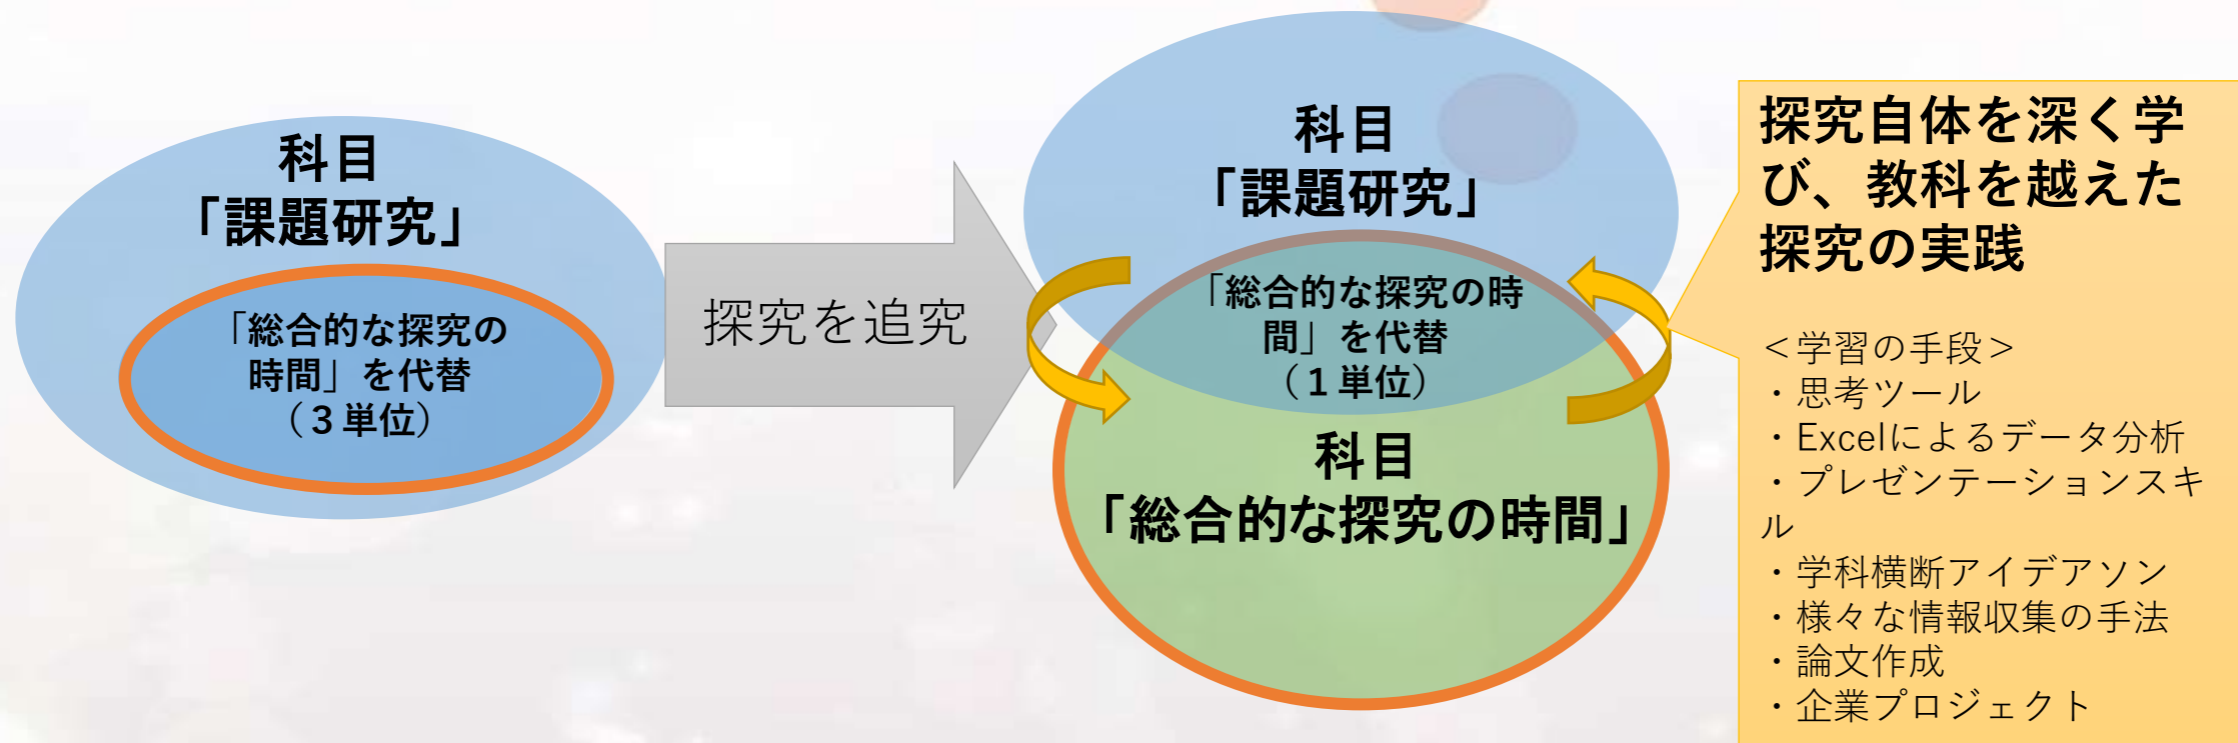 科目
「課題研究」
「総合的な探究の
時間」を代替
（３単位）
探究を追究
科目
「課題研究」
「総合的な探究の時
間」を代替
（１単位）
科目
「総合的な探究の時間」
探究自体を深く学
び、教科を越えた
探究の実践
＜学習の手段＞
・思考ツール
・Excelによるデータ分析
・プレゼンテーションスキ
ル
・学科横断アイデアソン
・様々な情報収集の手法
・論文作成
・企業プロジェクト